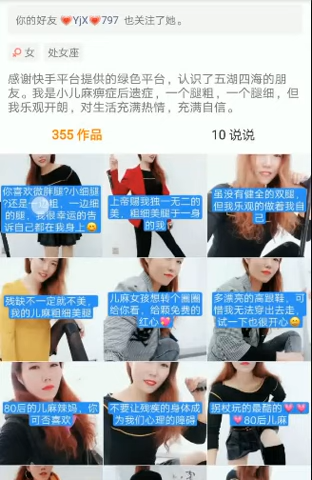 你的好友 ❤️YjX❤️797 也关注了她。
女 处女座
感谢快手平台提供的绿色平台，认识了五湖四海的朋
友。我是小儿麻痹症后遗症，一个腿粗，一个腿细，但
我乐观开朗，对生活充满热情，充满自信。
355 作品 10 说说
你喜欢做胖腿?小细腿
?还是一边粗，一边细
的腿，我很幸运的告
诉自己都在我身上😄
上帝赐我独一无二的
美，粗细美腿于一身
的我
虽没有健全的双腿，
但我乐观的做着我自
己
我缺不一定就不美，
我的儿麻粗细美腿
儿麻女孩想转个圈圈
给你看，给颗免费的
红心💖
多漂亮的高跟鞋，可
惜我无法穿出去走，
试一下也很开心😄
80后的儿麻辣妈，你
可否喜欢
不要让残疾的身体成
为我们心理的障碍
拐杖玩的最酷的💗💗
💗💗80后儿麻